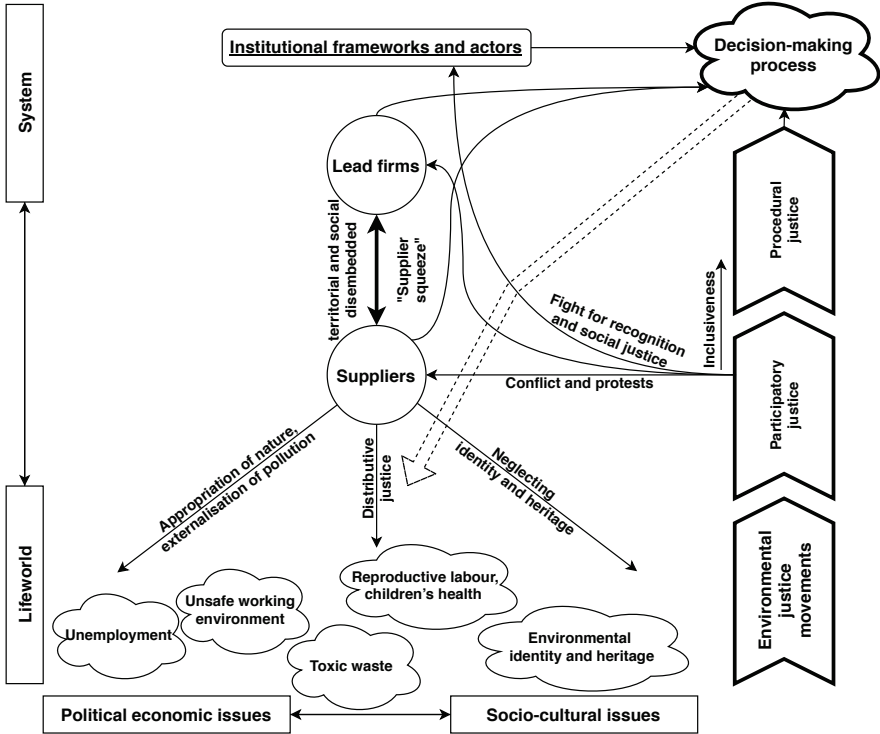 Institutional frameworks and actors
Decision-making
process
System
Lead firms
territorial and social
disembedded
"Supplier
squeeze"
Procedural
justice
Inclusiveness
Fight for recognition
and social justice
Suppliers
Conflict and protests
Participatory
justice
Appropriation of nature,
externalisation of pollution
Distributive
justice
Neglecting
identity and heritage
Lifeworld
Environmental
justice
movements
Unemployment
Unsafe working
environment
Reproductive labour,
children's health
Toxic waste
Environmental
identity and heritage
Political economic issues
Socio-cultural issues